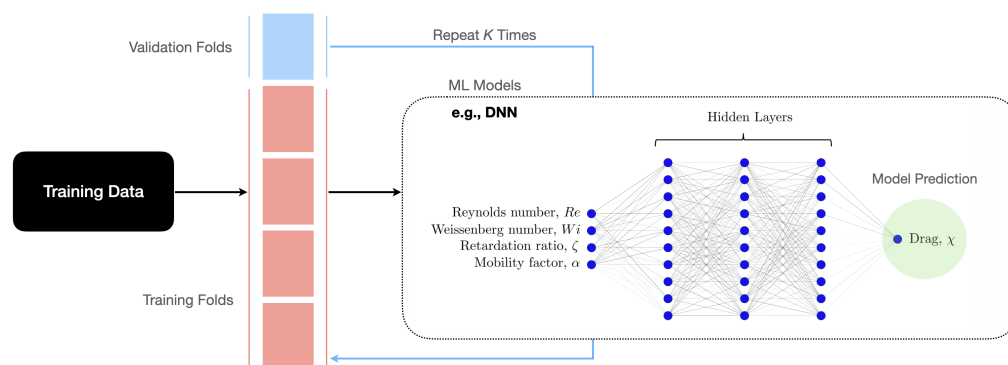 Repeat K Times
Validation Folds
ML Models
e.g., DNN
Hidden Layers
Training Data
Model Prediction
Reynolds number, Re
Weissenberg number, Wi
Retardation ratio, ζ
Mobility factor, α
Drag, χ
Training Folds